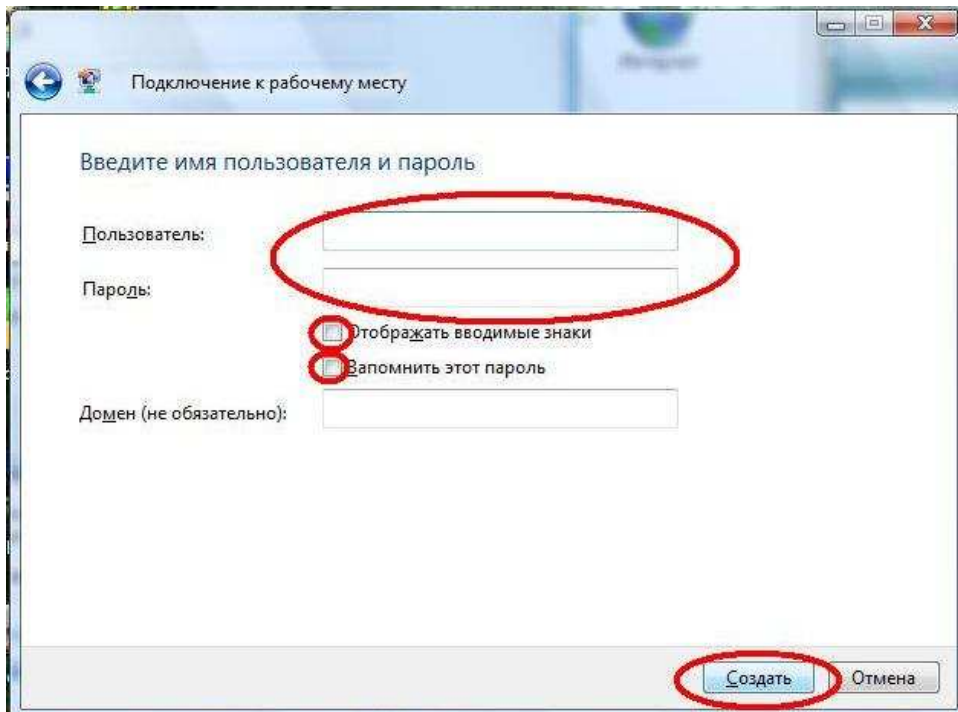 Интернет
Подключение к рабочему месту
Введите имя пользователя и пароль
Пользователь:
Пароль:
Отображать вводимые знаки
Запомнить этот пароль
Домен (не обязательно):
Создать
Отмена